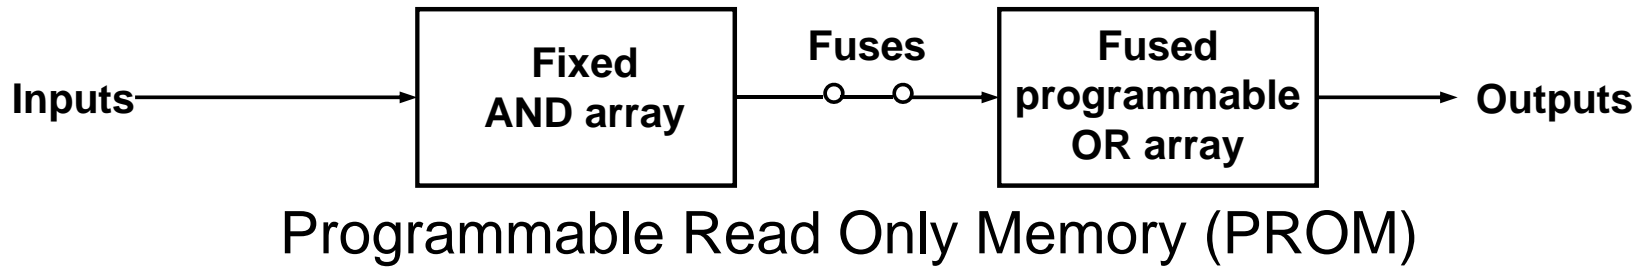 Inputs
Fixed
AND array
Fuses
Fused
programmable
OR array
Outputs
Programmable Read Only Memory (PROM)